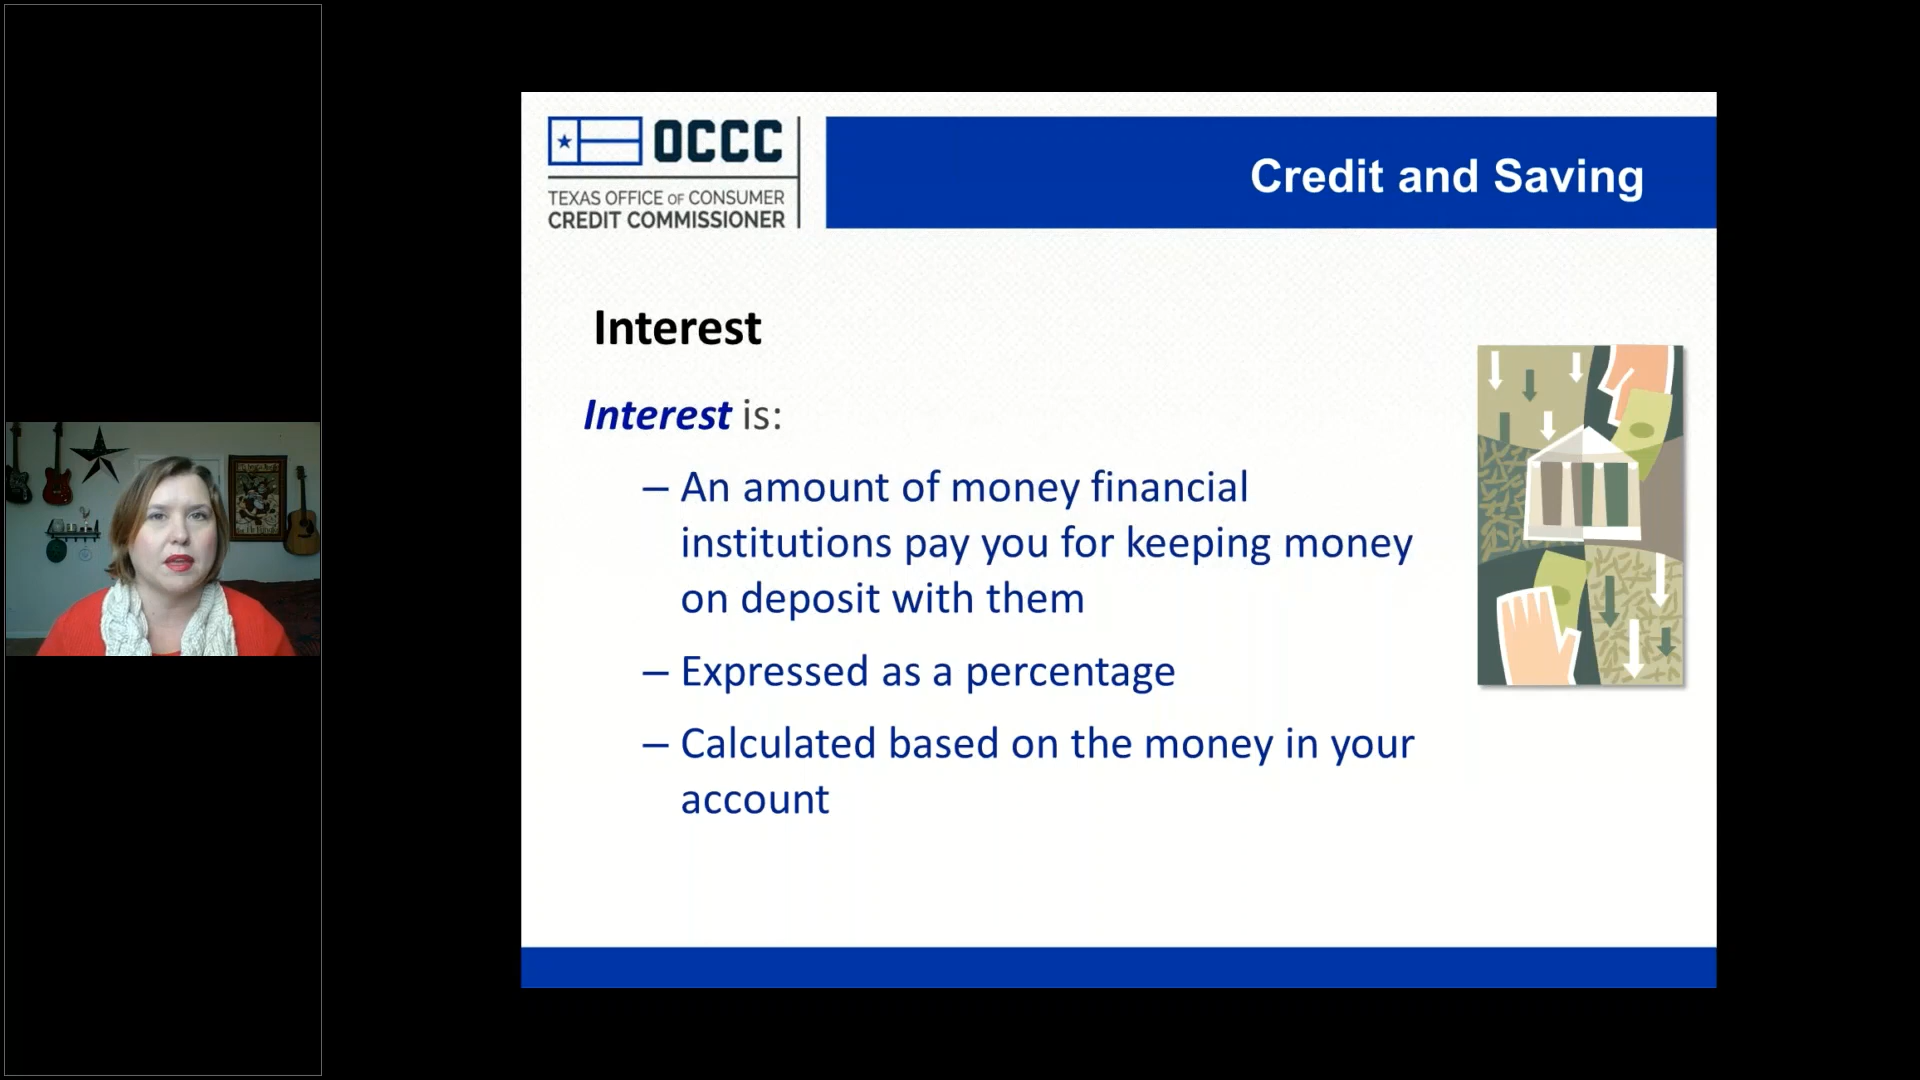 OCCC
TEXAS OFFICE OF CONSUMER
CREDIT COMMISSIONER
Credit and Saving
Interest
Interest is:
– An amount of money financial
institutions pay you for keeping money
on deposit with them
– Expressed as a percentage
– Calculated based on the money in your
account